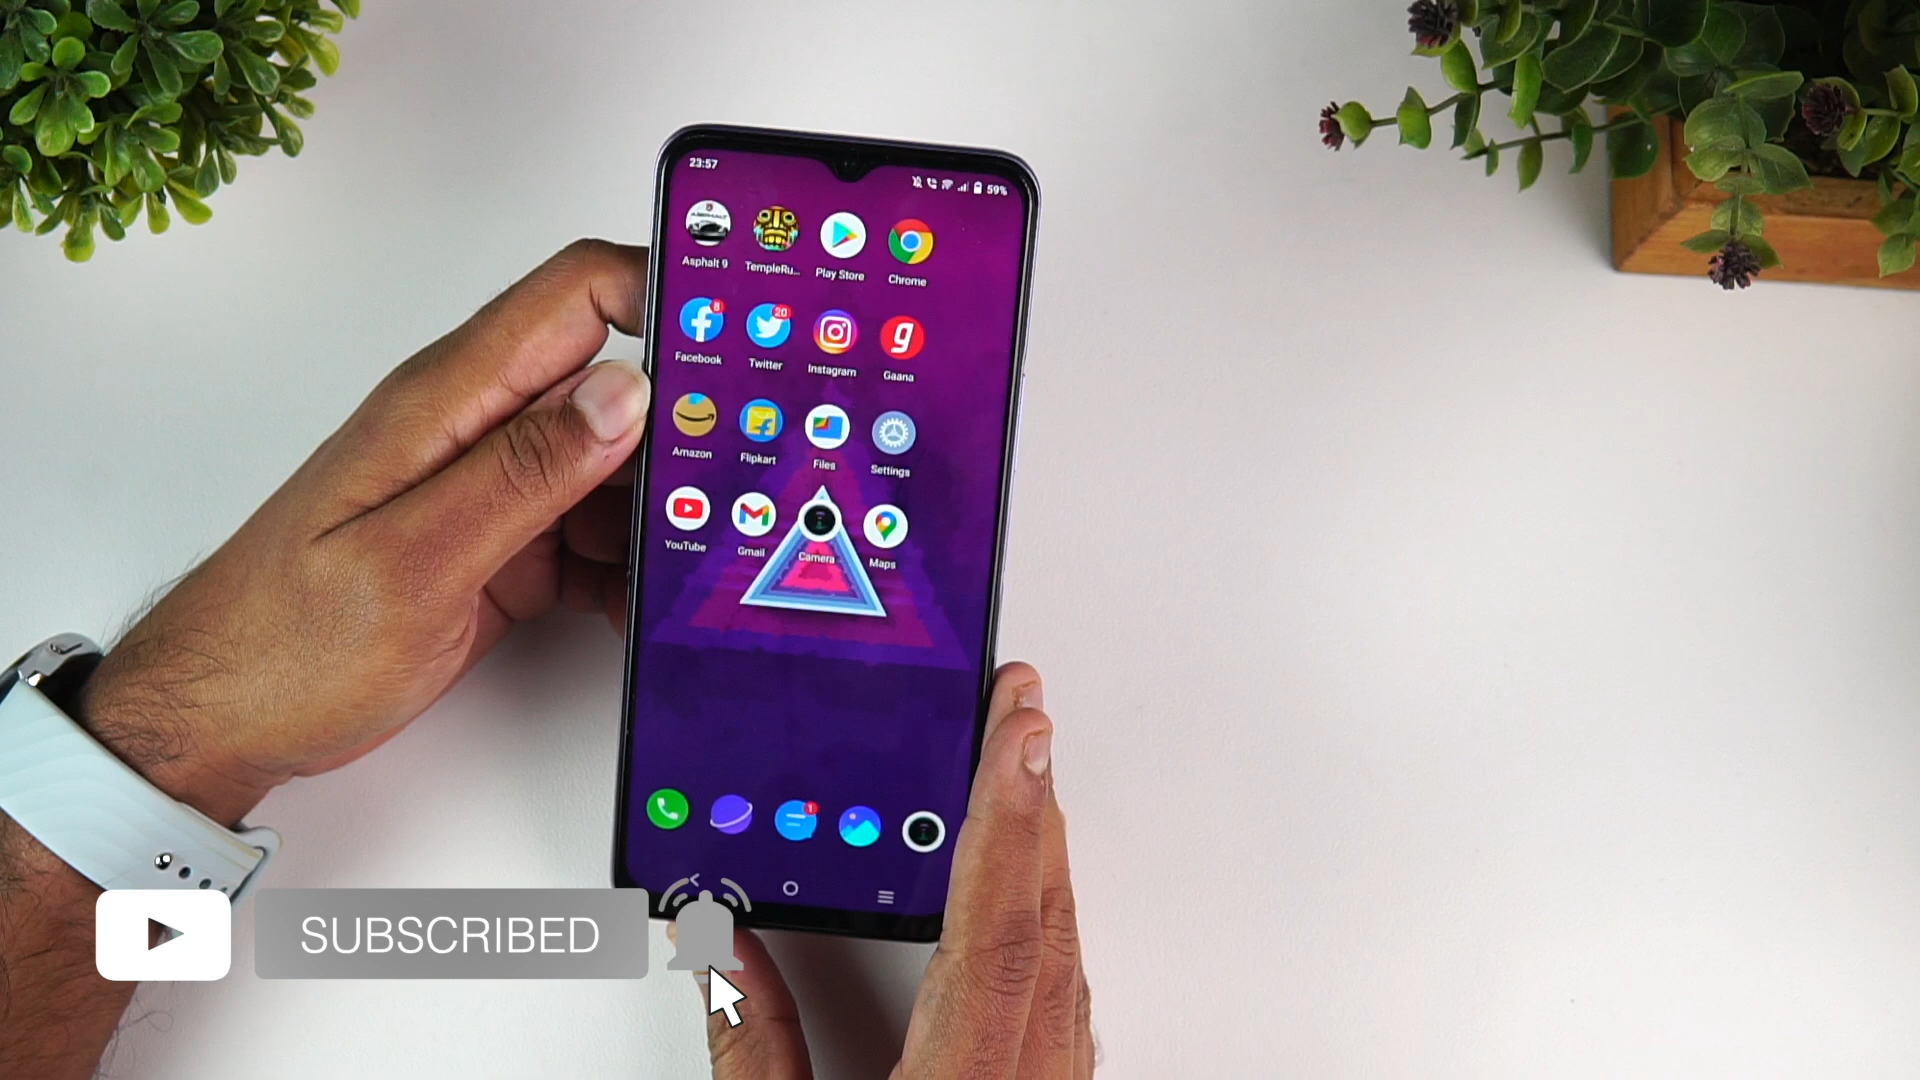 23:57
59%
Asphalt 9
TempleRu...
Play Store
Chrome
8
20
Facebook
Twitter
Instagram
Gaana
Amazon
Flipkart
Files
Settings
YouTube
Gmail
Camera
Maps
1
SUBSCRIBED